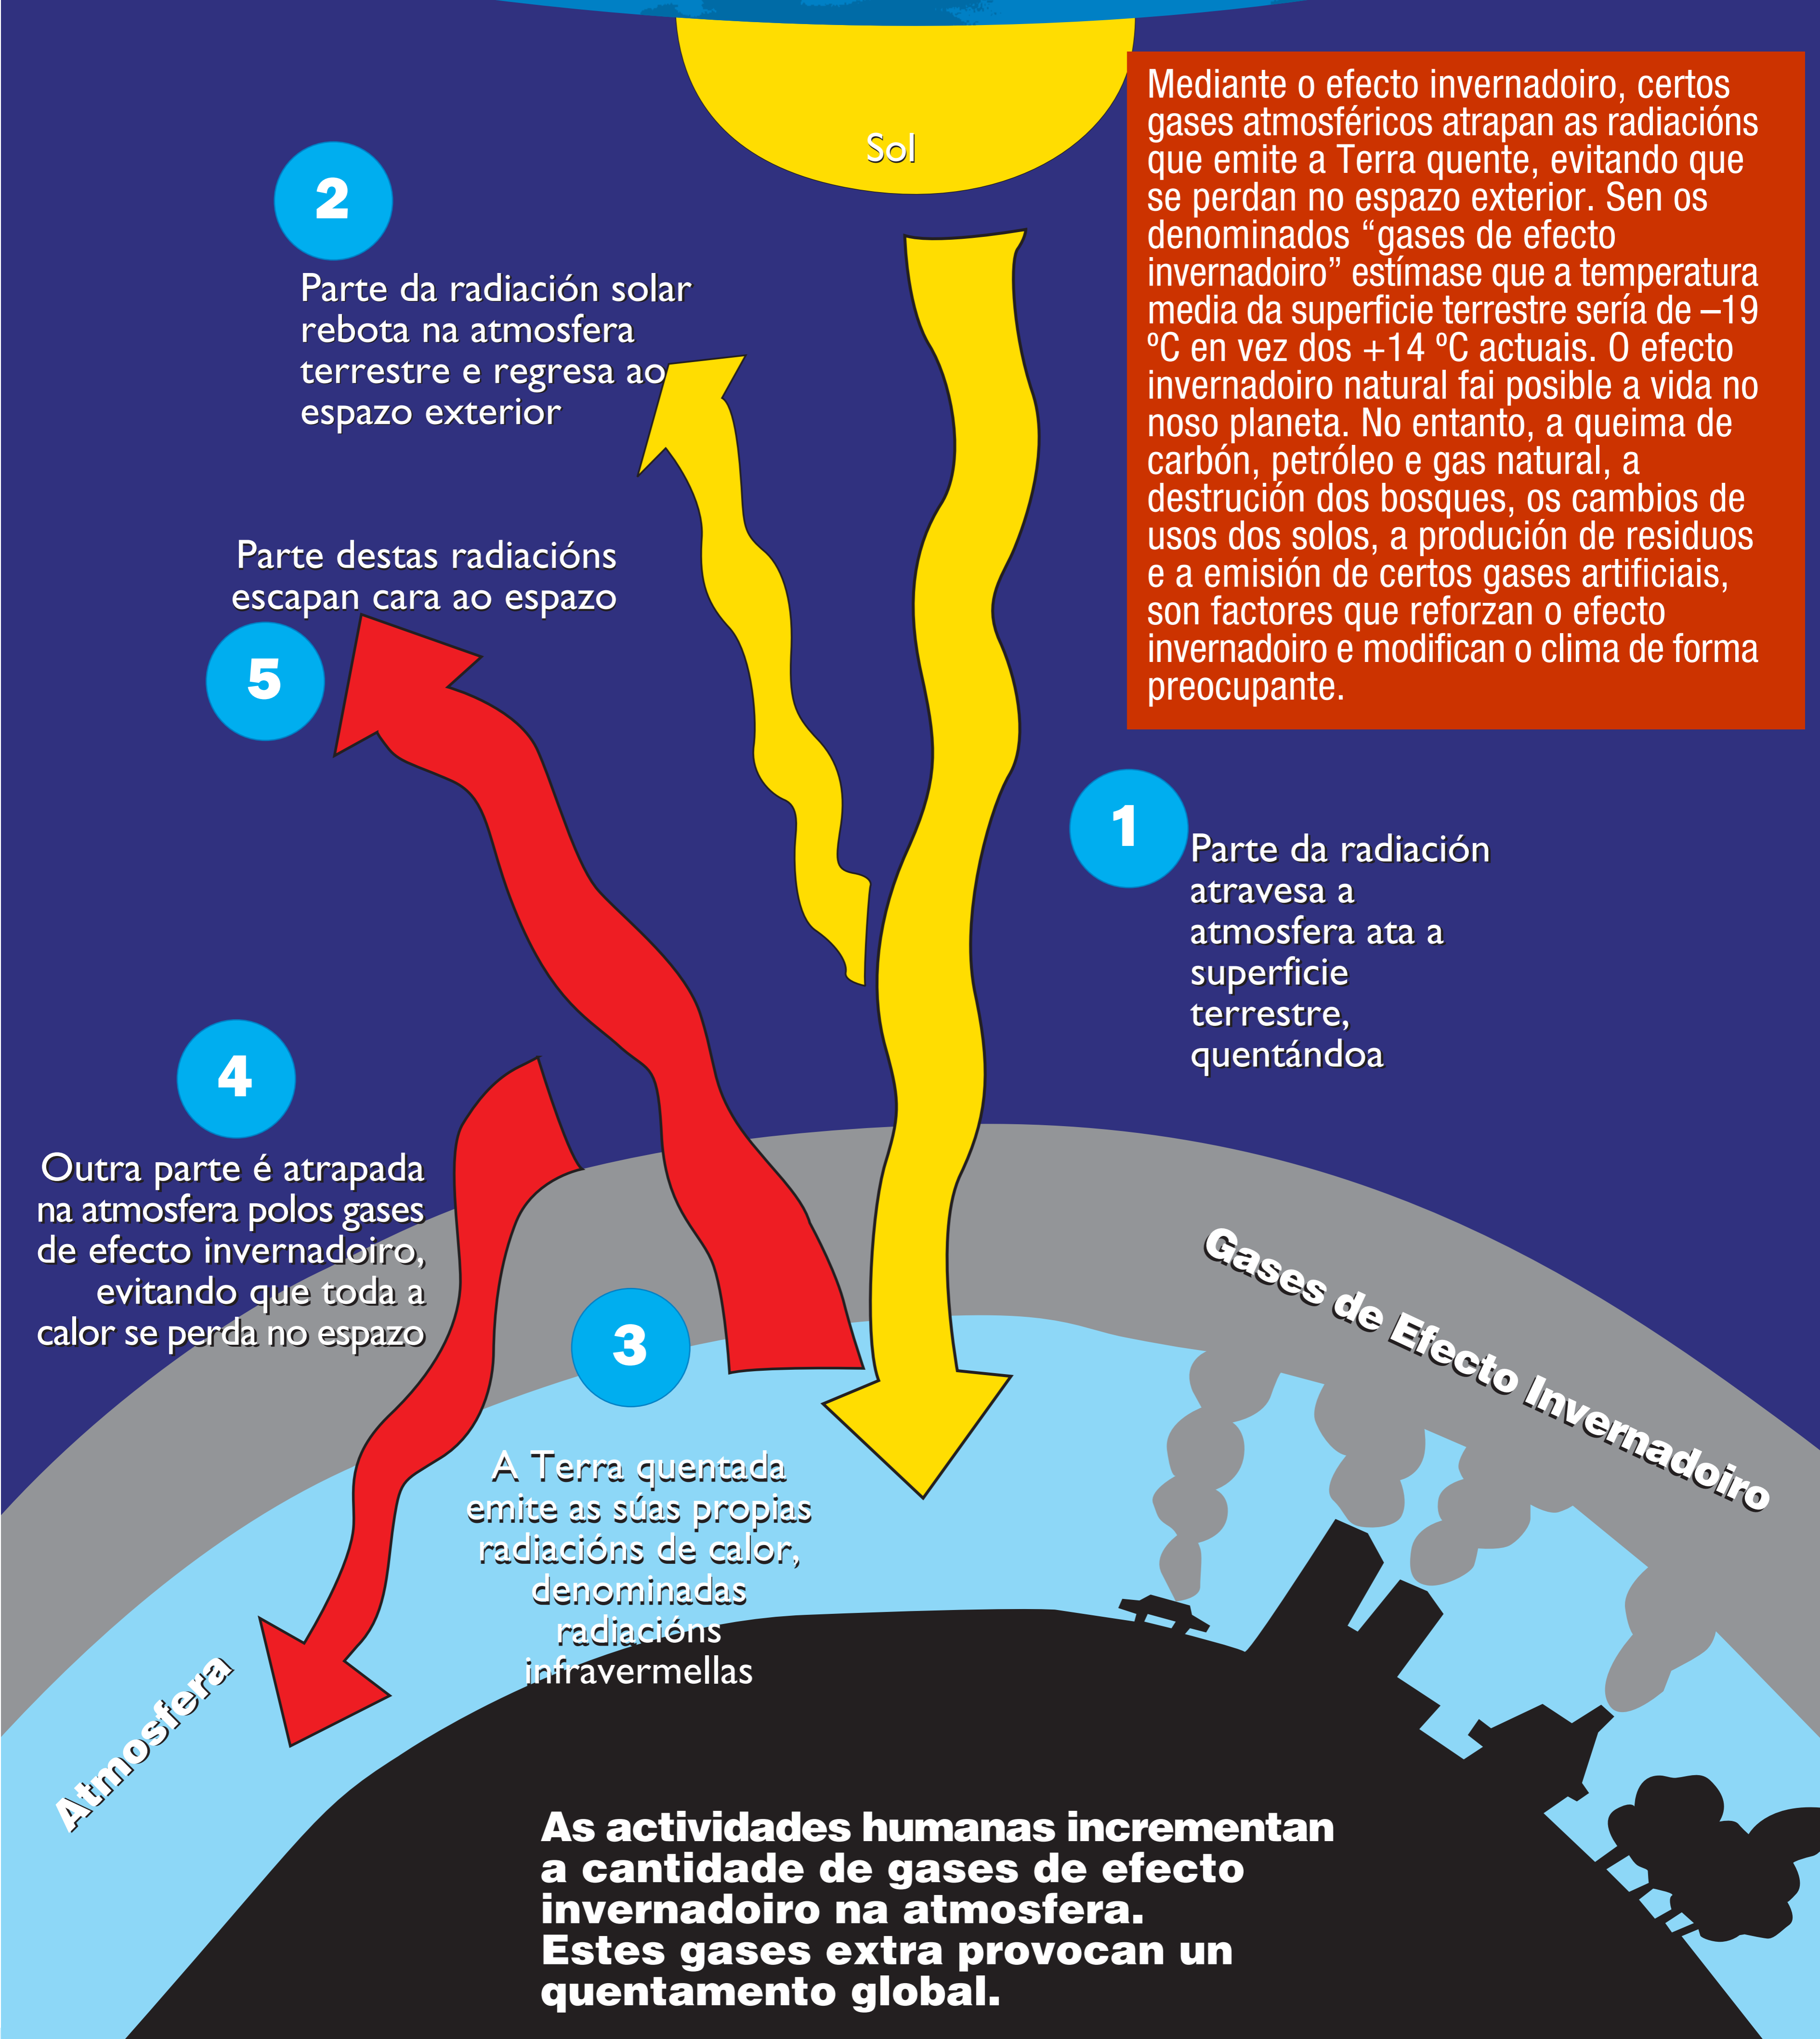 Sol
Mediante o efecto invernadoiro, certos
gases atmosféricos atrapan as radiacións
que emite a Terra quente, evitando que
se perdan no espazo exterior. Sen os
denominados “gases de efecto
invernadoiro” estímase que a temperatura
media da superficie terrestre sería de –19
ºC en vez dos +14 ºC actuais. O efecto
invernadoiro natural fai posible a vida no
noso planeta. No entanto, a queima de
carbón, petróleo e gas natural, a
destrución dos bosques, os cambios de
usos dos solos, a produción de residuos
e a emisión de certos gases artificiais,
son factores que reforzan o efecto
invernadoiro e modifican o clima de forma
preocupante.
2
Parte da radiación solar
rebota na atmosfera
terrestre e regresa ao
espazo exterior
Parte destas radiacións
escapan cara ao espazo
5
1
Parte da radiación
atravesa a
atmosfera ata a
superficie
terrestre,
quentándoa
4
Outra parte é atrapada
na atmosfera polos gases
de efecto invernadoiro,
evitando que toda a
calor se perda no espazo
3
A Terra quentada
emite as súas propias
radiacións de calor,
denominadas
radiacións
infravermellas
Gases de Efecto Invernadoiro
Atmosfera
As actividades humanas incrementan
a cantidade de gases de efecto
invernadoiro na atmosfera.
Estes gases extra provocan un
quentamento global.